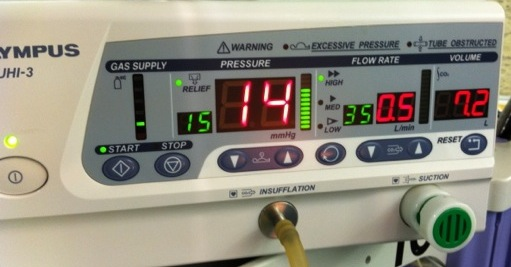 LYMPUS
UHI-3
WARNING EXCESSIVE PRESSURE TUBE OBSTRUCTED
GAS SUPPLY PRESSURE FLOW RATE VOLUME
RELIEF
HIGH
MED
LOW
15 14 35 0.5 7.2
mmHg L/min L
START STOP RESET
INSUFFLATION SUCTION